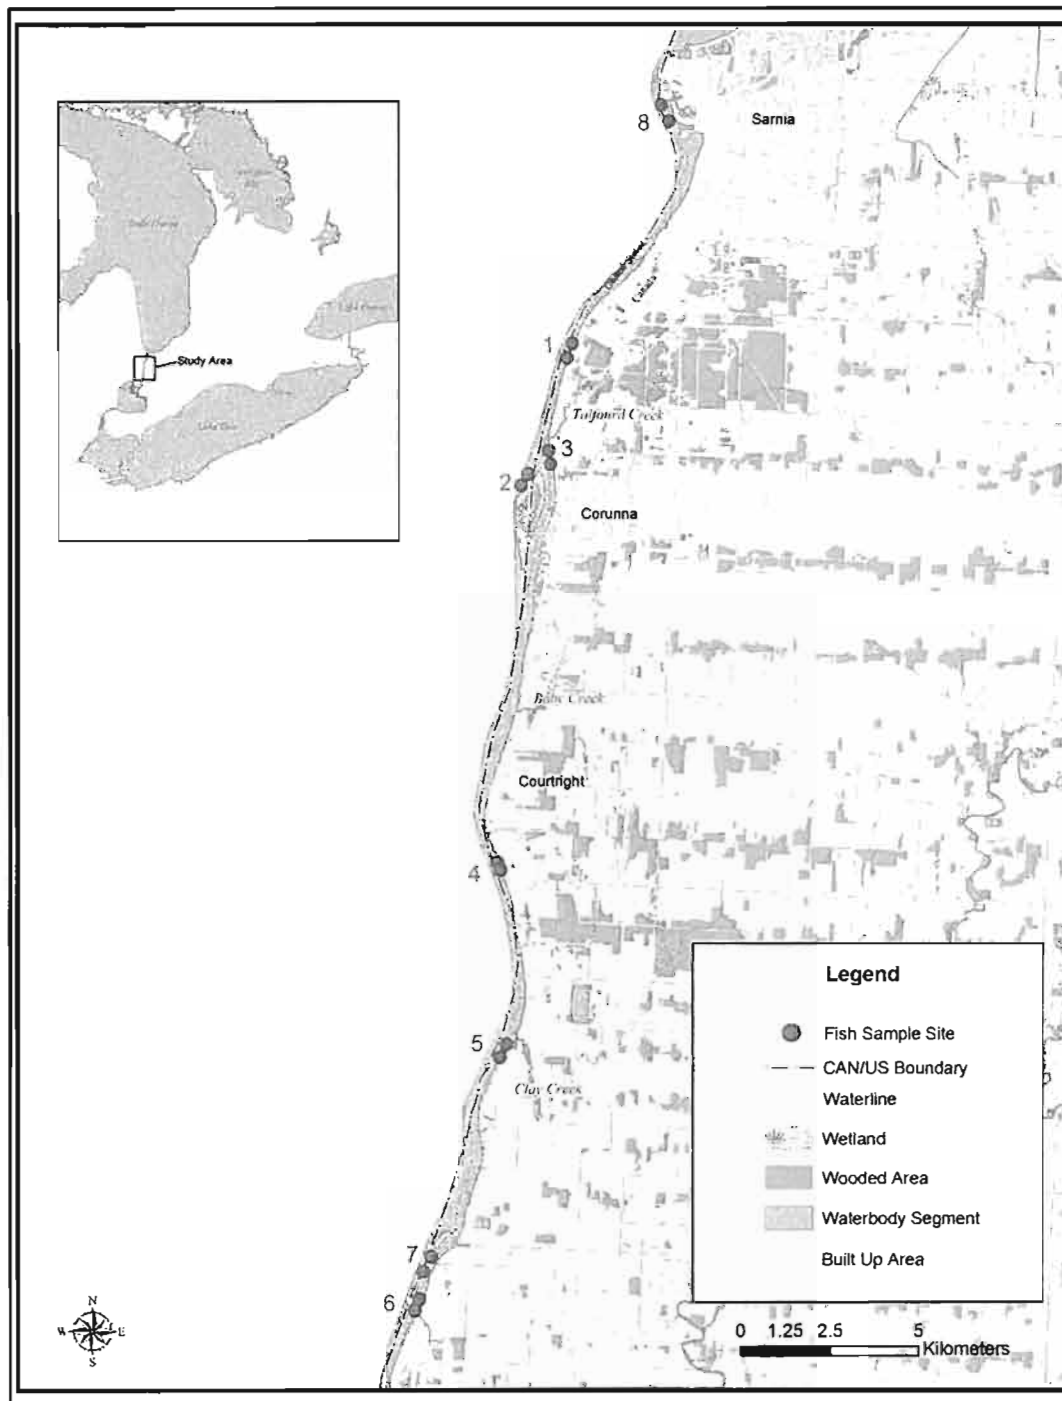 8
Sarnia
Study Area
Canada
1
Talfourd Creek
3
2
Corunna
Baby Creek
Courtright
4
5
Clay Creek
7
6
Legend
Fish Sample Site
CAN/US Boundary
Waterline
Wetland
Wooded Area
Waterbody Segment
Built Up Area
N
W E
S
0 1.25 2.5 5
Kilometers